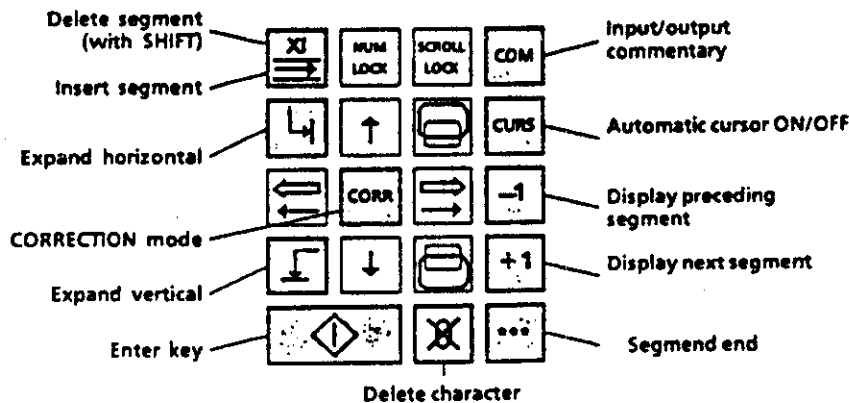 Delete segment
(with SHIFT)
Insert segment
XI
NUM
LOCK
SCROLL
LOCK
COM
Input/output
commentary
Expand horizontal
CURS
Automatic cursor ON/OFF
CORRECTION mode
CORR
–1
Display preceding
segment
Expand vertical
+1
Display next segment
Enter key
***
Segmend end
Delete character